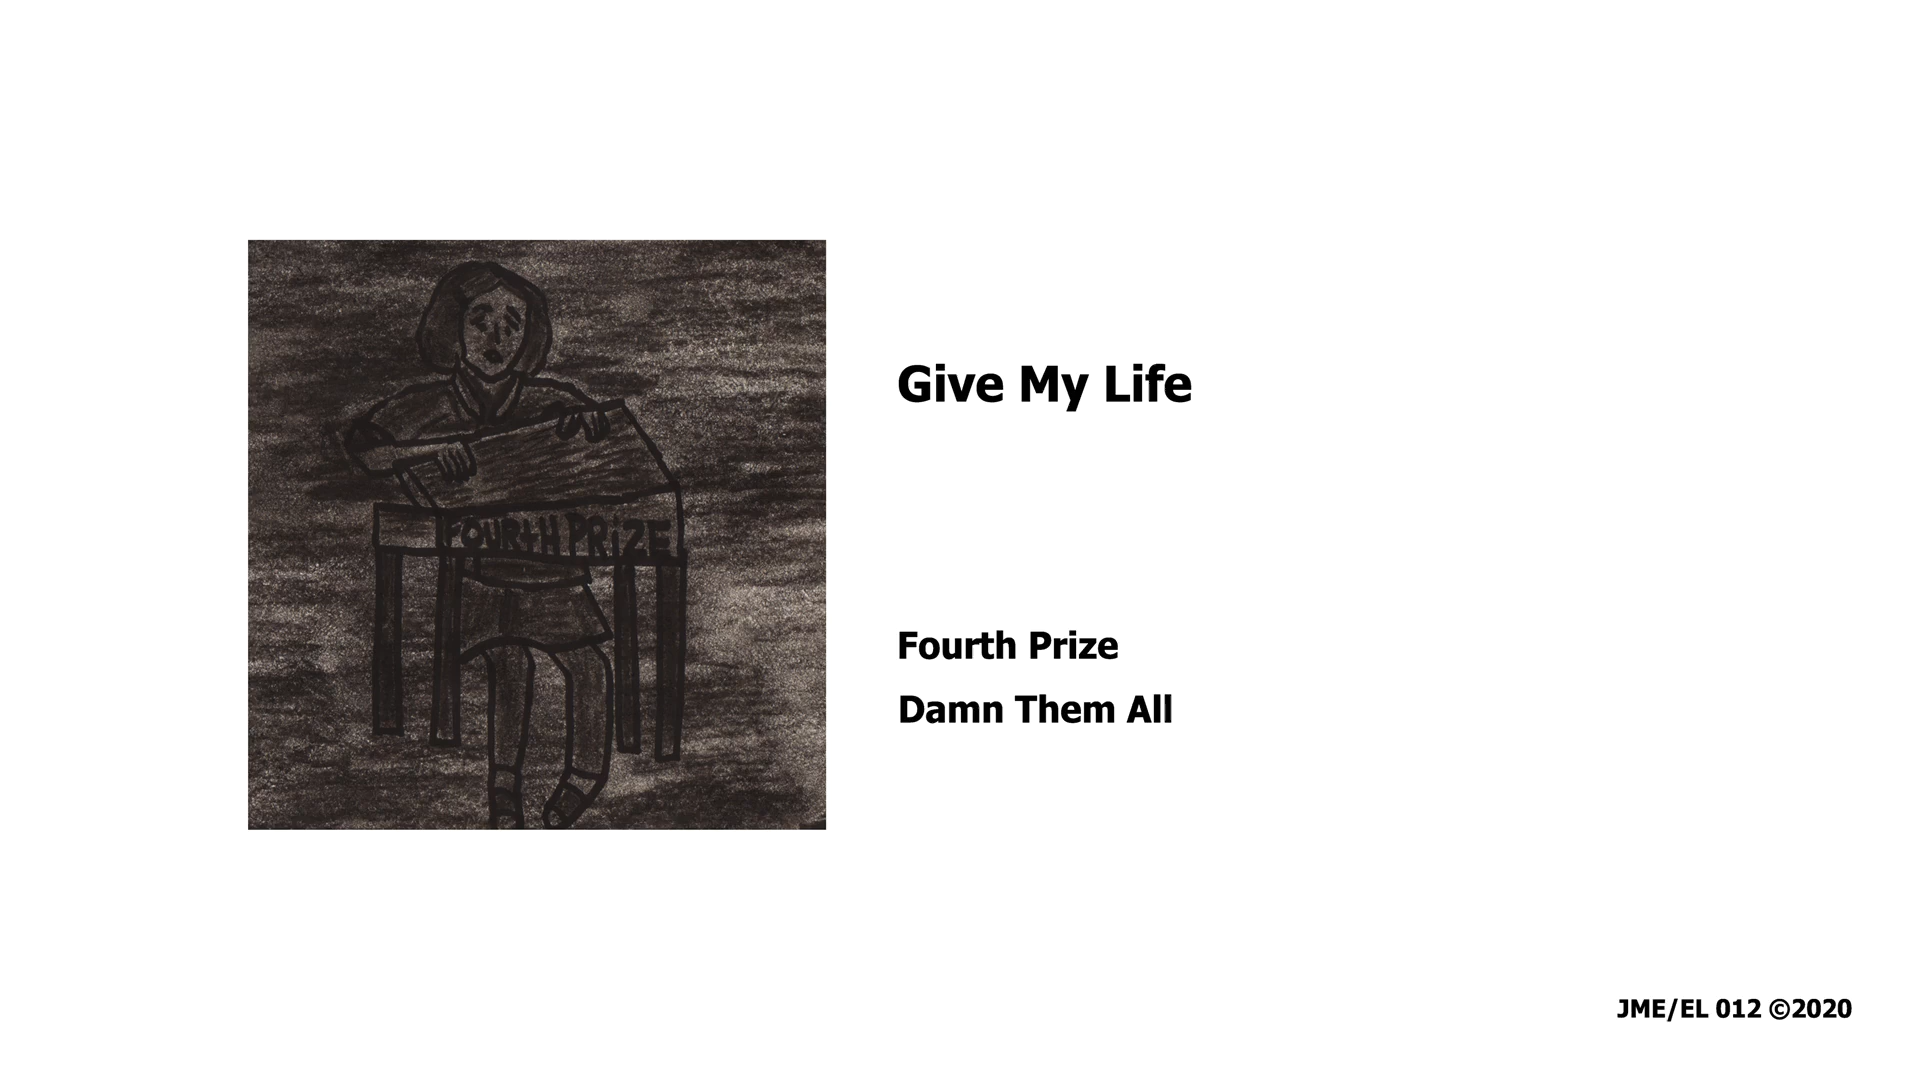 FOURTH PRiZE
Give My Life
Fourth Prize
Damn Them All
JME/EL 012 ©2020